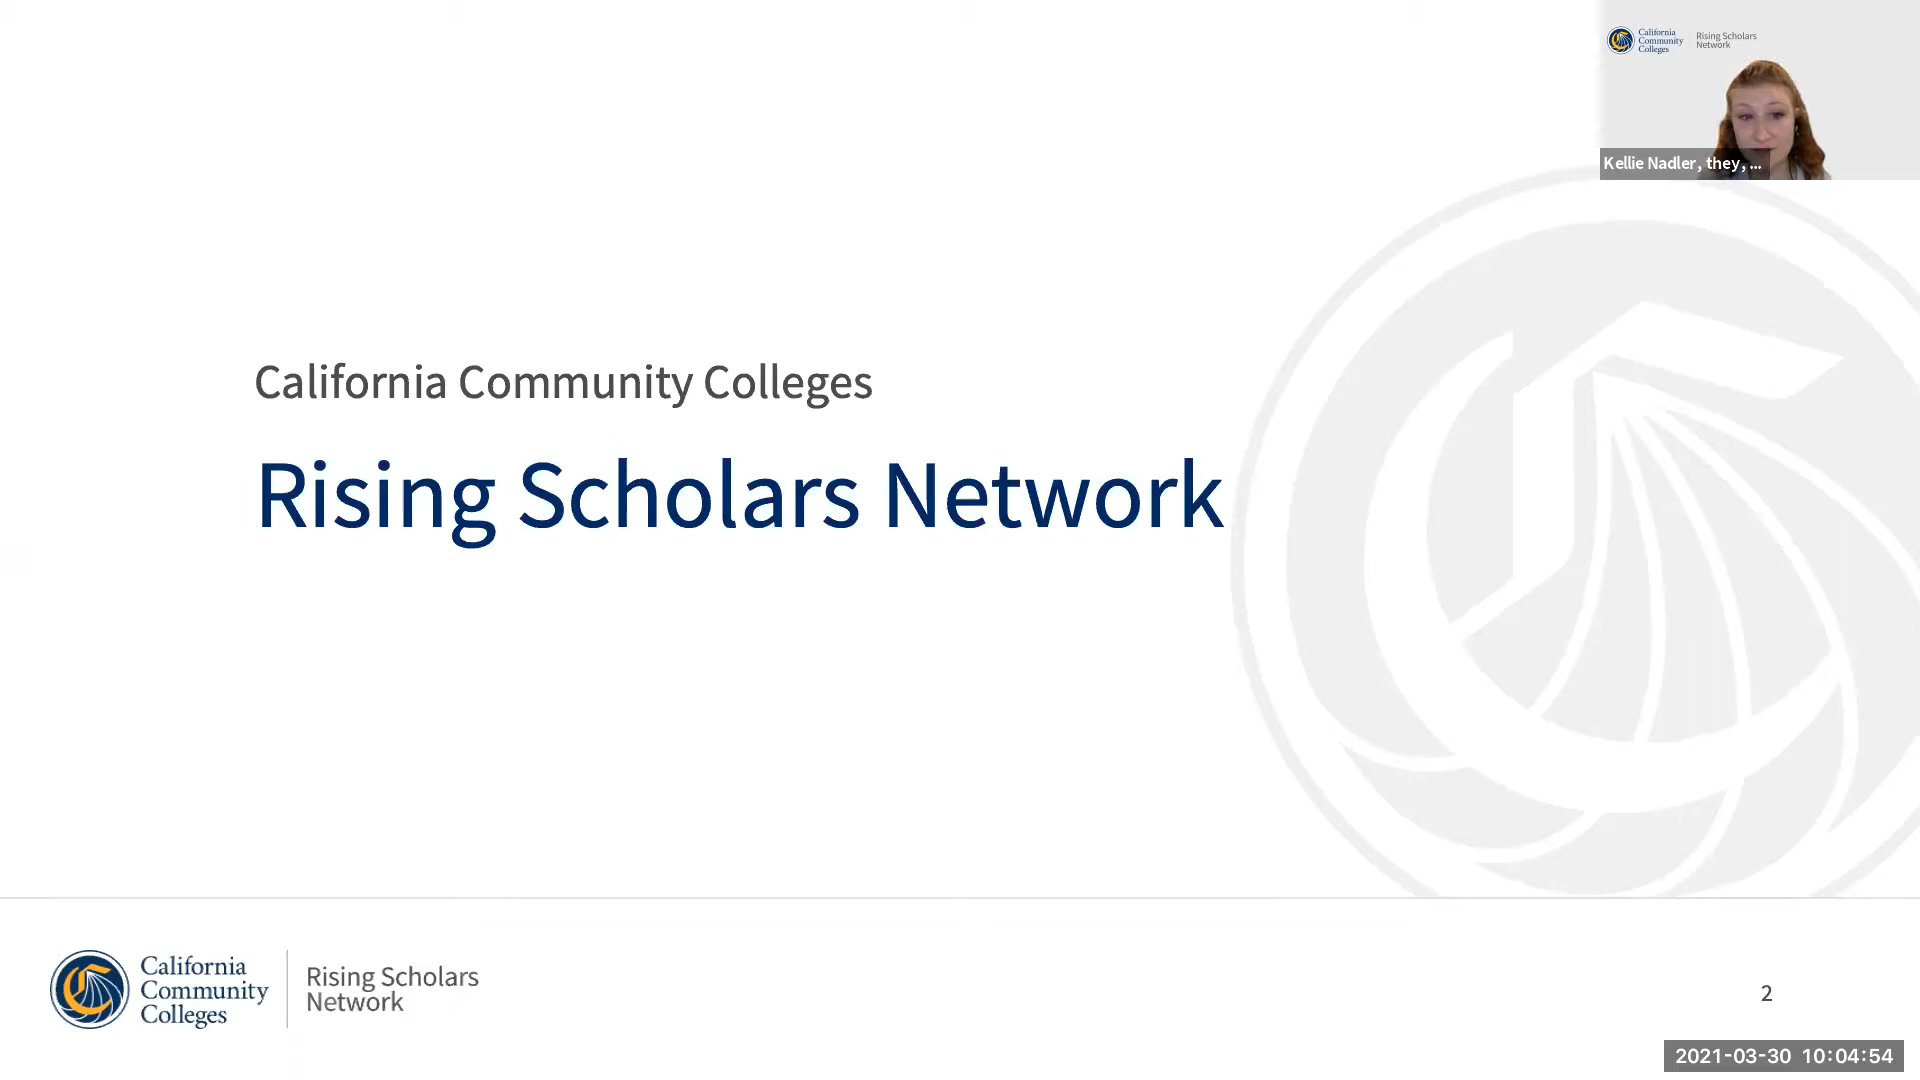 California
Community
Colleges
Rising Scholars
Network
Kellie Nadler, they, ...
California Community Colleges
Rising Scholars Network
California
Community
Colleges
Rising Scholars
Network
2
2021-03-30 10:04:54